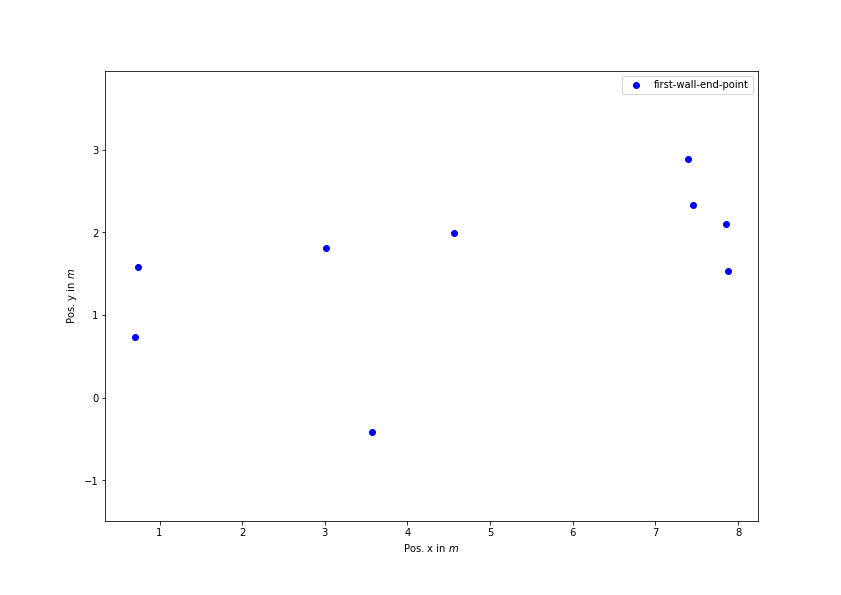 first-wall-end-point
3
2
1
0
−1
Pos. y in m
1 2 3 4 5 6 7 8
Pos. x in m